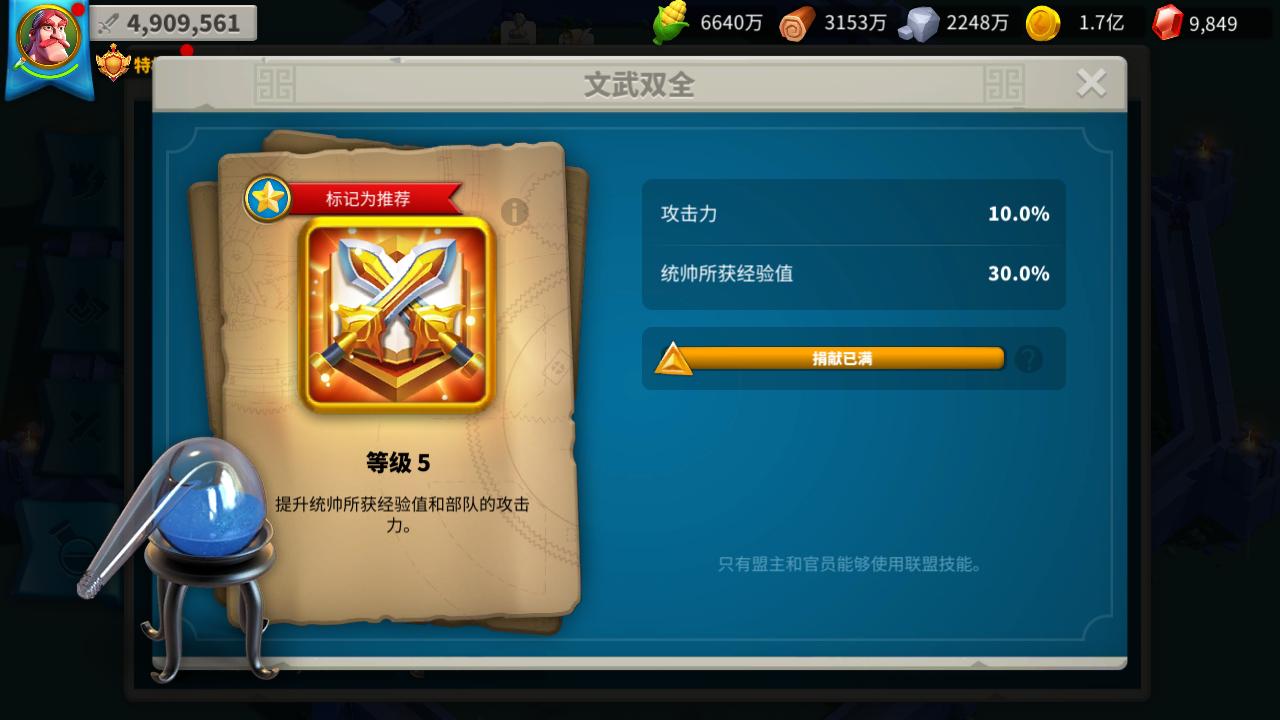 4,909,561
6640万
3153万
2248万
1.7亿
9,849
特
文武双全
标记为推荐
攻击力
10.0%
统帅所获经验值
30.0%
捐献已满
?
等级 5
提升统帅所获经验值和部队的攻击
力。
只有盟主和官员能够使用联盟技能。